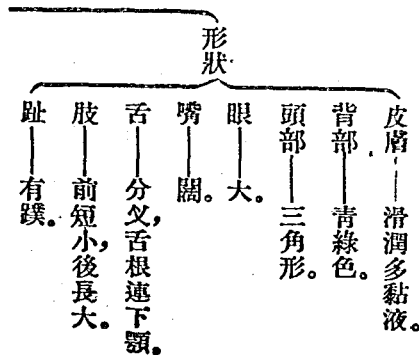 形狀
皮膚——滑潤多黏液。
背部——青綠色。
頭部——三角形。
眼——大。
嘴——闊。
舌——分叉，舌根連下顎。
肢——前短小，後長大。
趾——有蹼。